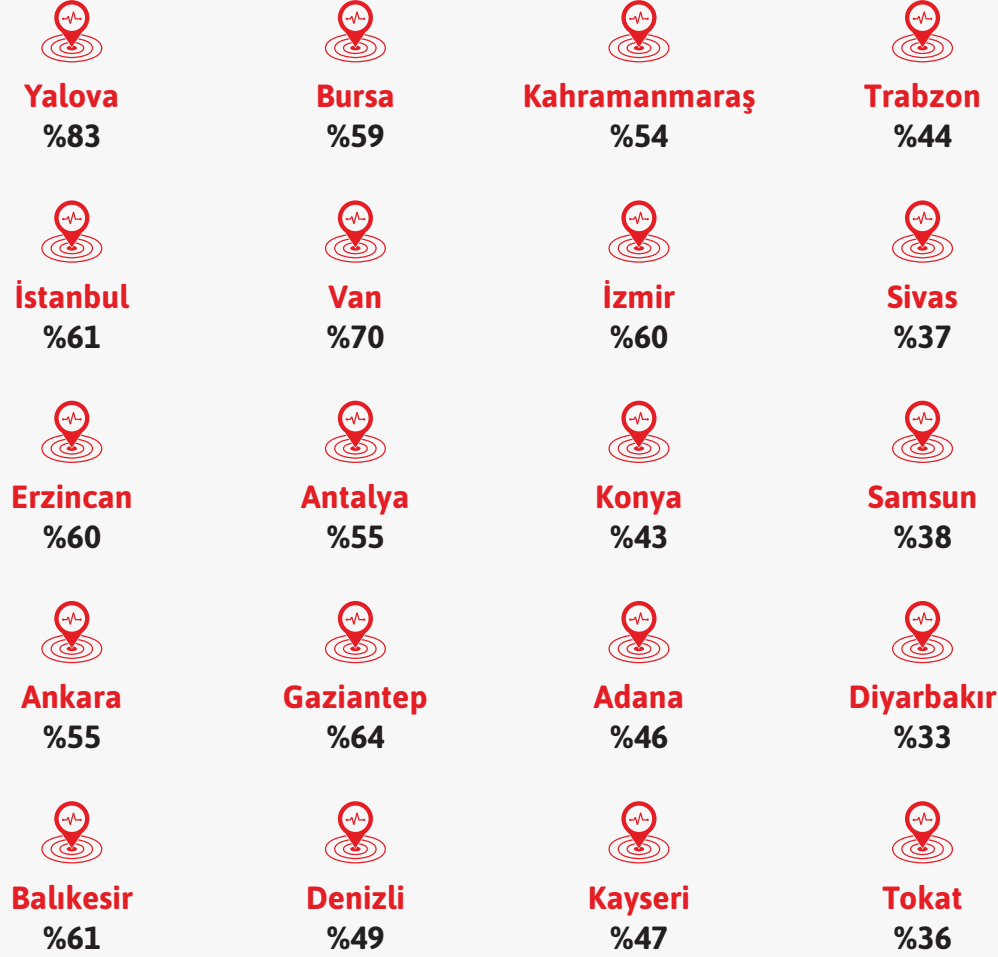 Yalova
%83
Bursa
%59
Kahramanmaraş
%54
Trabzon
%44
İstanbul
%61
Van
%70
İzmir
%60
Sivas
%37
Erzincan
%60
Antalya
%55
Konya
%43
Samsun
%38
Ankara
%55
Gaziantep
%64
Adana
%46
Diyarbakır
%33
Balıkesir
%61
Denizli
%49
Kayseri
%47
Tokat
%36